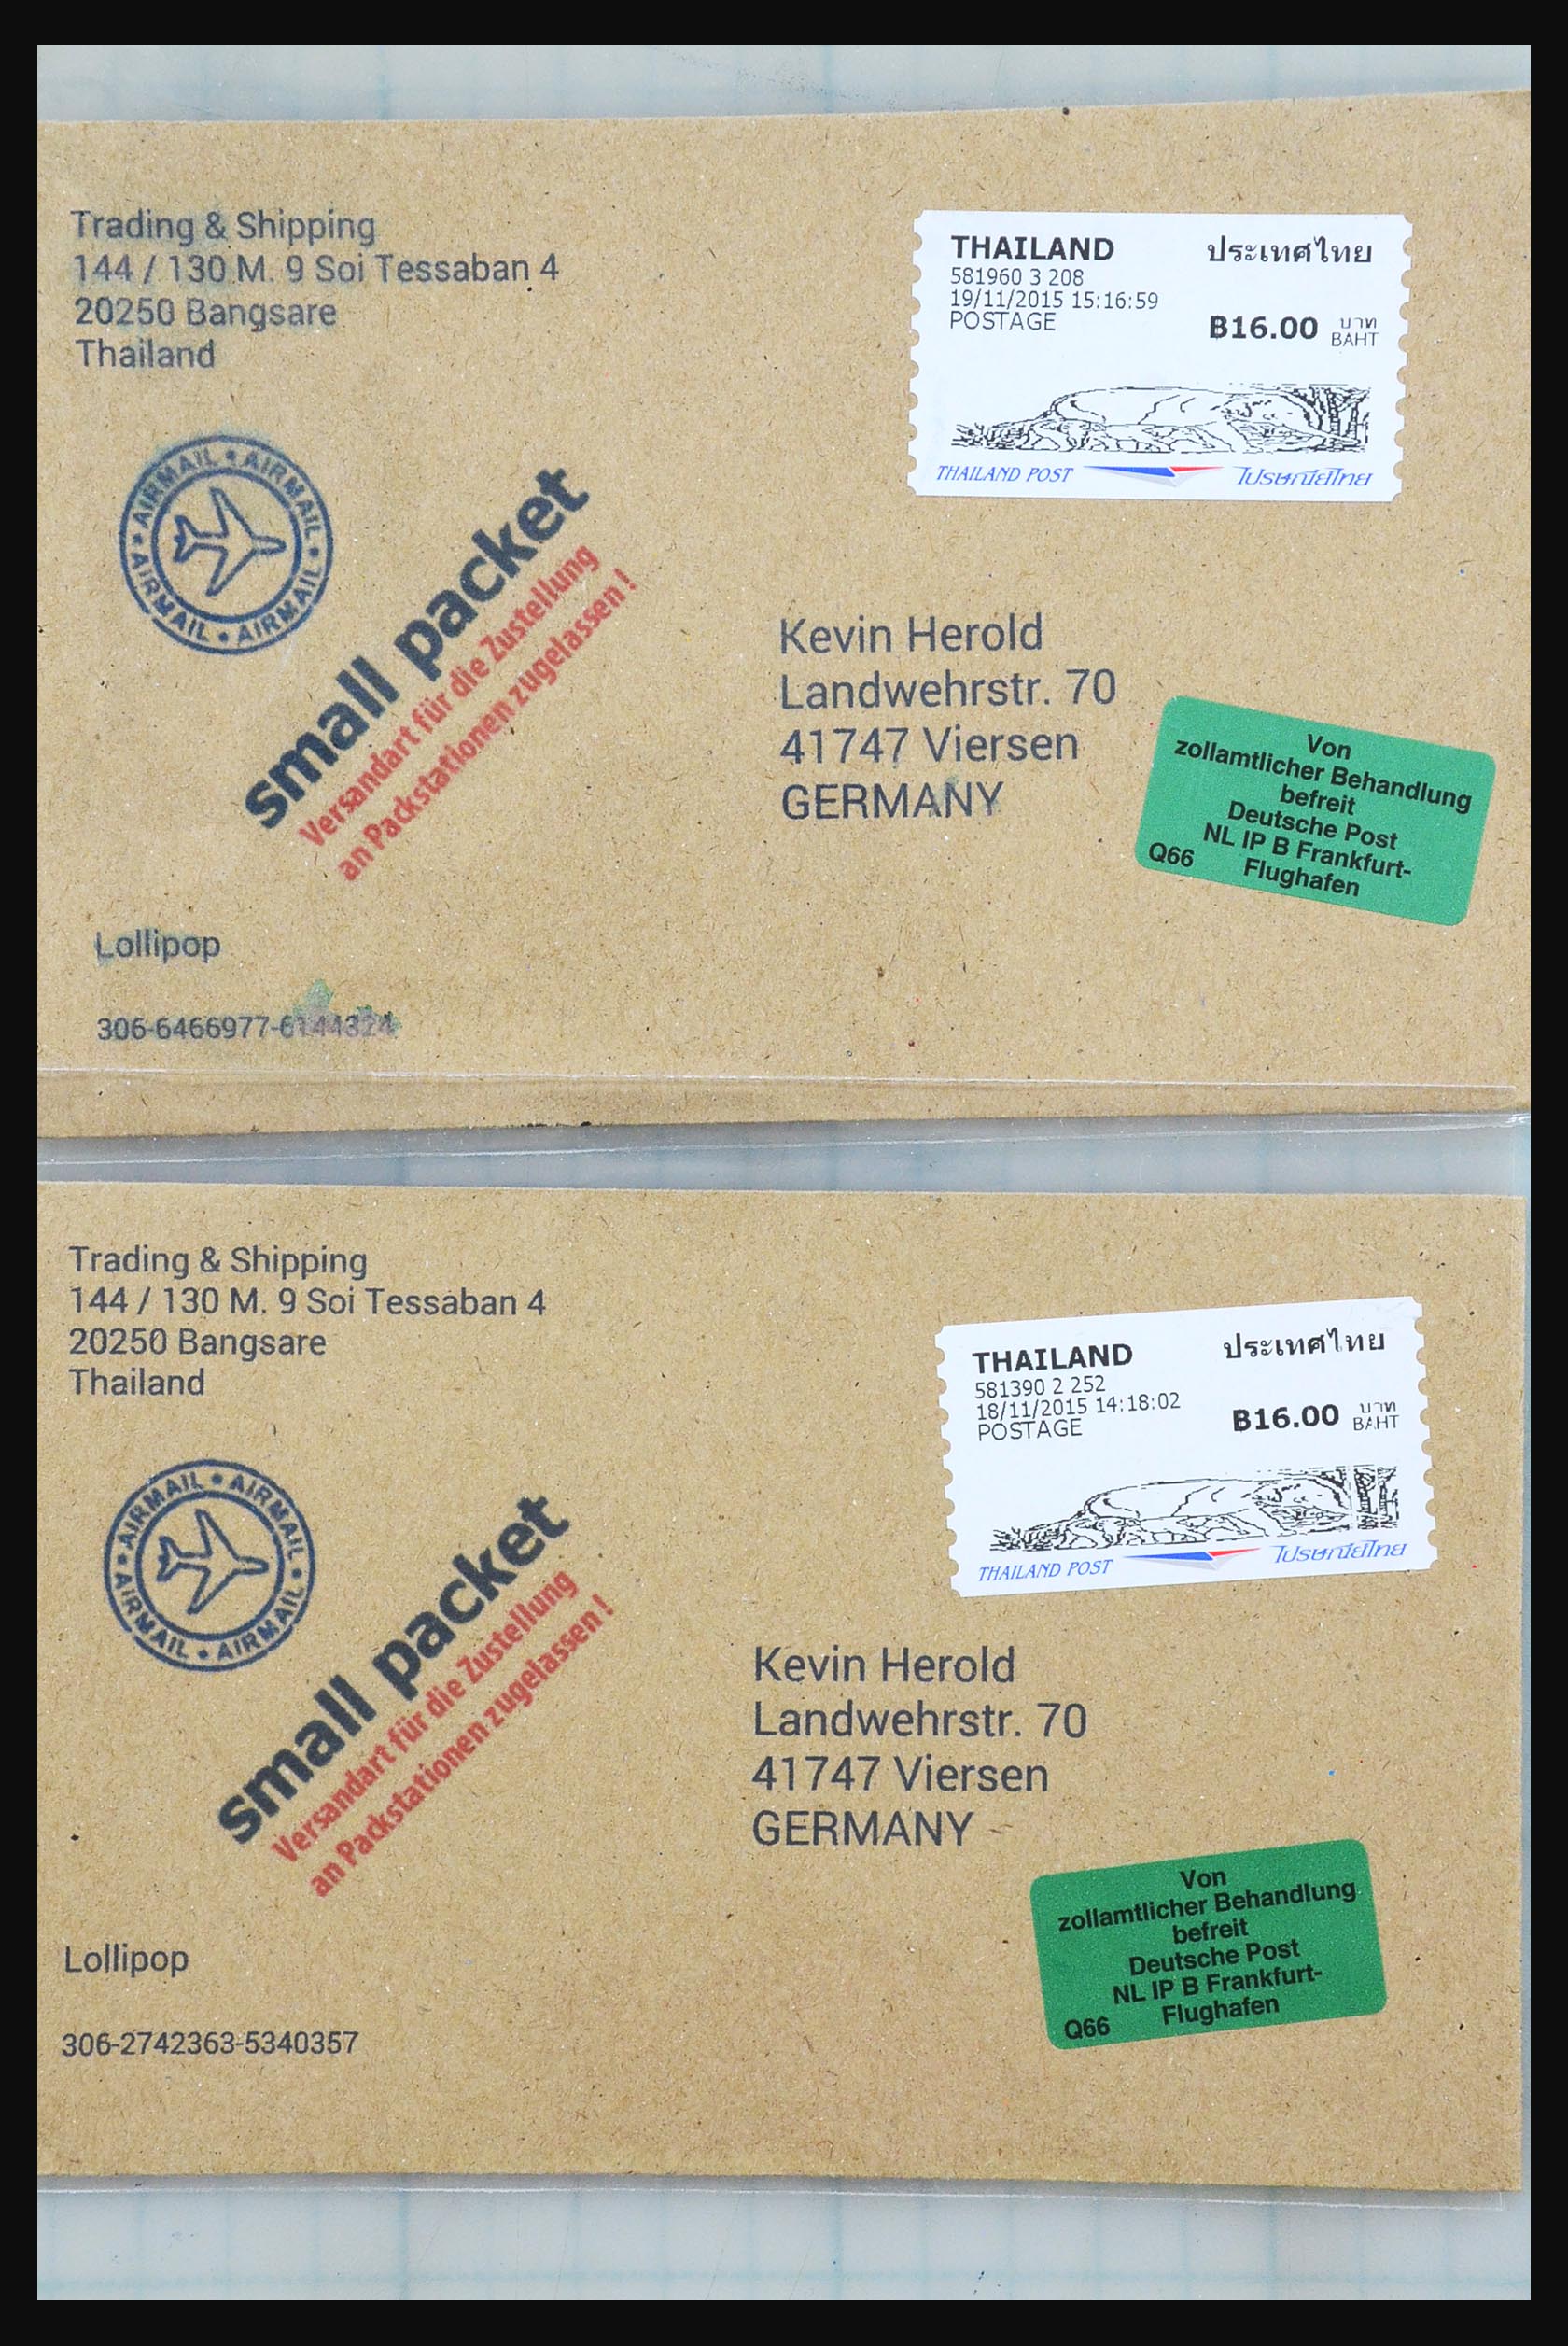 Trading & Shipping
144 / 130 M. 9 Soi Tessaban 4
20250 Bangsare
Thailand
THAILAND ประเทศไทย
581960 3 208
19/11/2015 15:16:59
POSTAGE
฿16.00 บาท
BAHT
THAILAND POST ไปรษณีย์ไทย
AIRMAIL • AIRMAIL • AIRMAIL • AIRMAIL •
small packet
Versandart für die Zustellung
an Packstationen zugelassen !
Kevin Herold
Landwehrstr. 70
41747 Viersen
GERMANY
Von
zollamtlicher Behandlung
befreit
Deutsche Post
NL IP B Frankfurt-
Q66 Flughafen
Lollipop
306-6466977-6144324
Trading & Shipping
144 / 130 M. 9 Soi Tessaban 4
20250 Bangsare
Thailand
THAILAND ประเทศไทย
581390 2 252
18/11/2015 14:18:02
POSTAGE
฿16.00 บาท
BAHT
THAILAND POST ไปรษณีย์ไทย
AIRMAIL • AIRMAIL • AIRMAIL • AIRMAIL •
small packet
Versandart für die Zustellung
an Packstationen zugelassen !
Kevin Herold
Landwehrstr. 70
41747 Viersen
GERMANY
Von
zollamtlicher Behandlung
befreit
Deutsche Post
NL IP B Frankfurt-
Q66 Flughafen
Lollipop
306-2742363-5340357